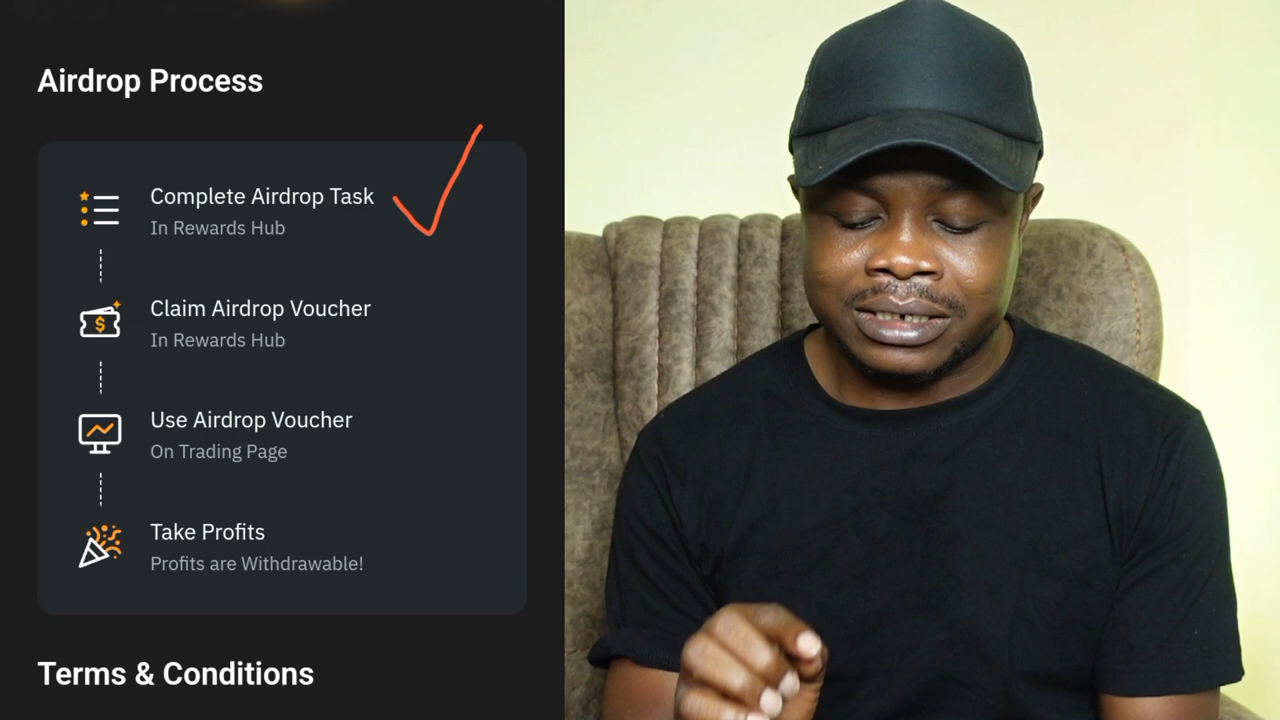 Airdrop Process
Complete Airdrop Task
In Rewards Hub
$
Claim Airdrop Voucher
In Rewards Hub
Use Airdrop Voucher
On Trading Page
Take Profits
Profits are Withdrawable!
Terms & Conditions